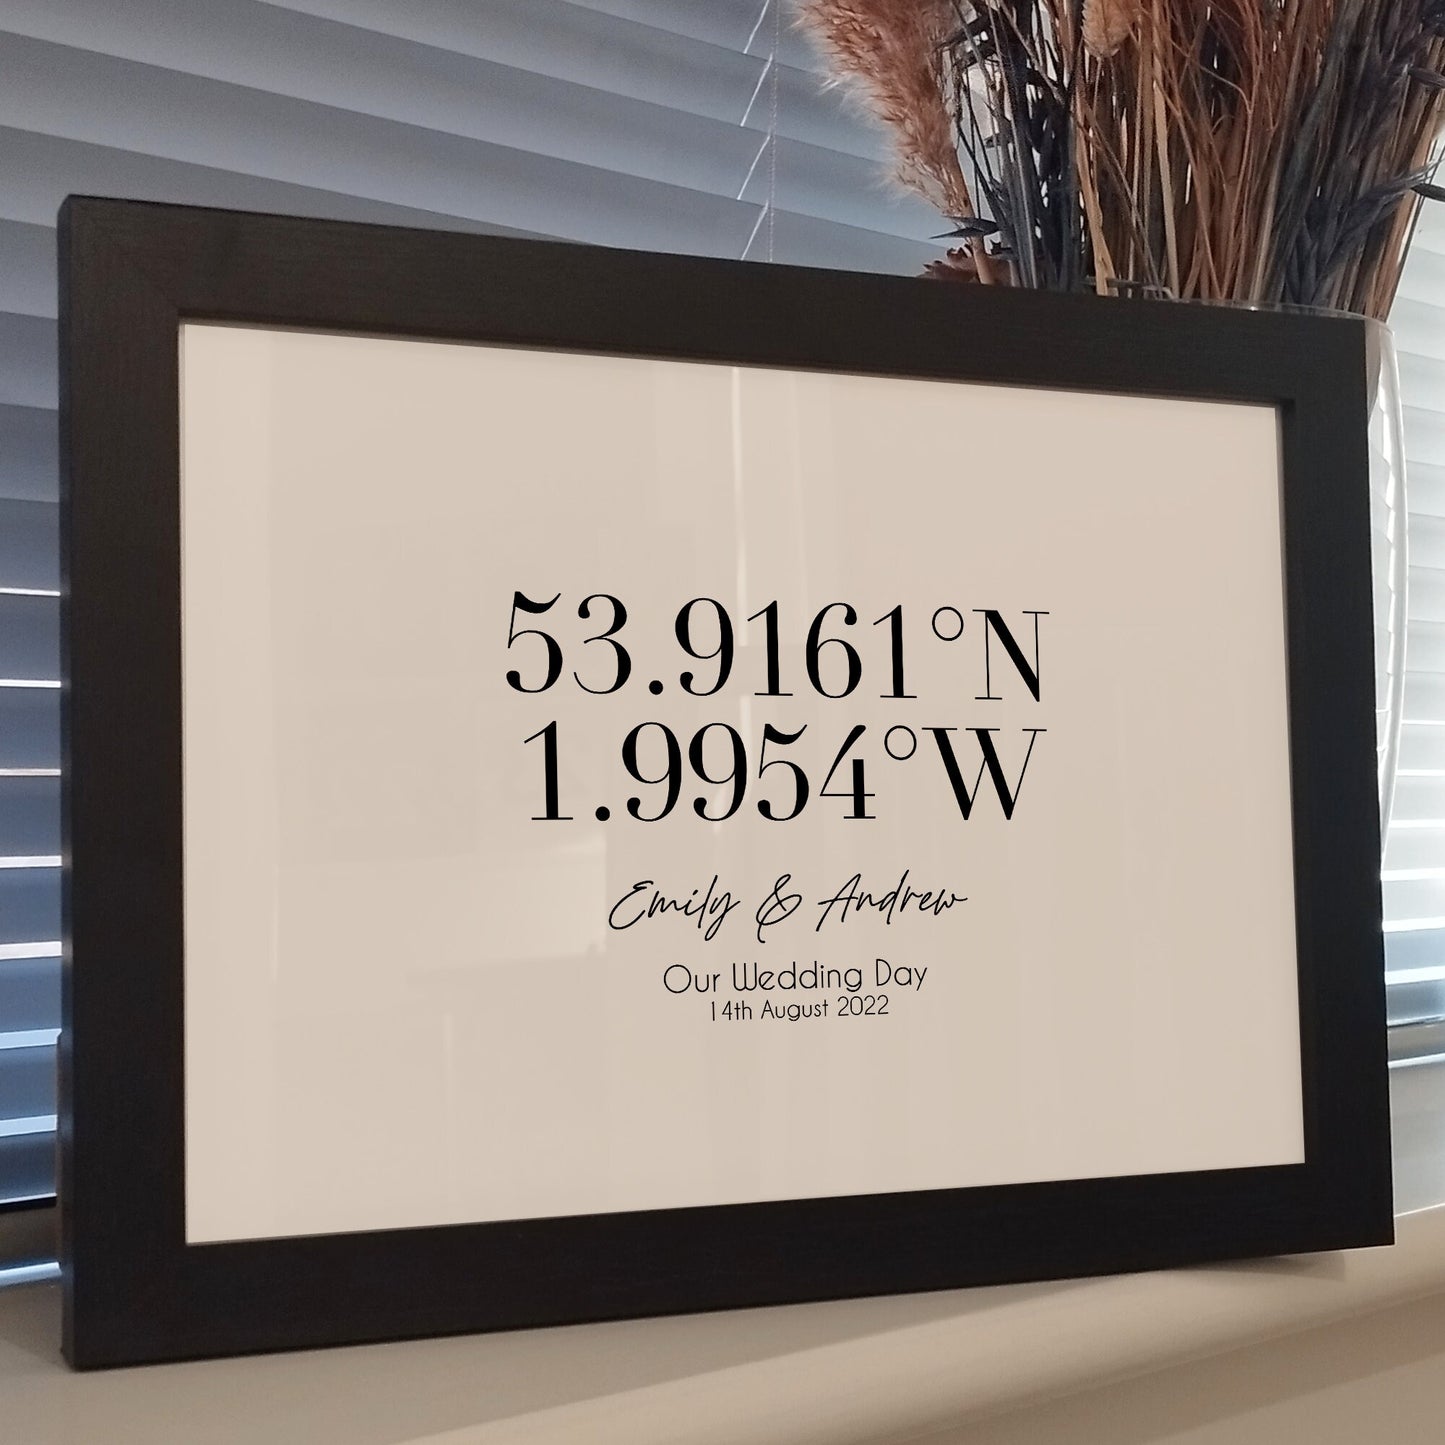 53.9161°N
1.9954°W
Emily & Andrew
Our Wedding Day
14th August 2022